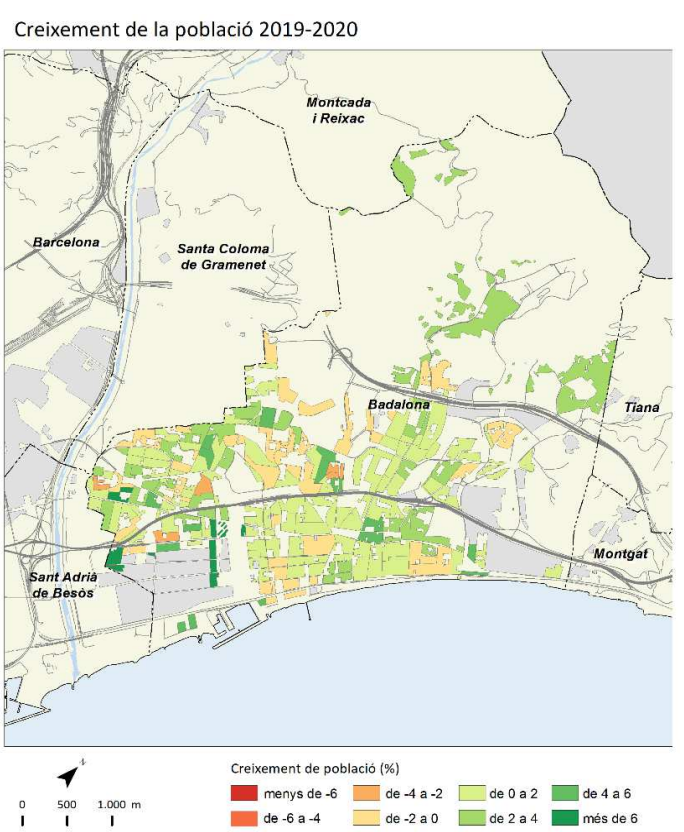 Creixement de la població 2019-2020
Montcada
i Reixac
Barcelona
Santa Coloma
de Gramenet
Badalona
Tiana
Montgat
Sant Adrià
de Besòs
N
Creixement de població (%)
0 500 1.000 m
menys de -6
de -4 a -2
de 0 a 2
de 4 a 6
de -6 a -4
de -2 a 0
de 2 a 4
més de 6